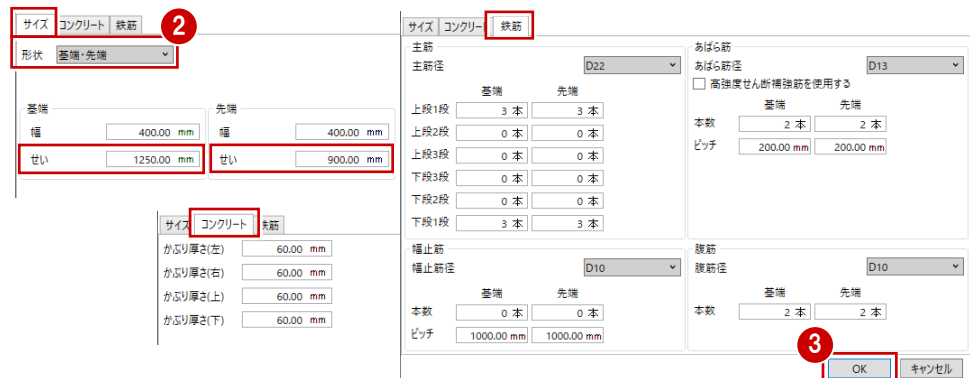 サイズ コンクリート 鉄筋
2
形状 基端・先端
基端
幅 400.00 mm
せい 1250.00 mm
先端
幅 400.00 mm
せい 900.00 mm
サイズ コンクリート 鉄筋
かぶり厚さ(左) 60.00 mm
かぶり厚さ(右) 60.00 mm
かぶり厚さ(上) 60.00 mm
かぶり厚さ(下) 60.00 mm
サイズ コンクリート 鉄筋
主筋
主筋径 D22
基端 先端
上段1段 3 本 3 本
上段2段 0 本 0 本
上段3段 0 本 0 本
下段3段 0 本 0 本
下段2段 0 本 0 本
下段1段 3 本 3 本
あばら筋
あばら筋径 D13
高強度せん断補強筋を使用する
基端 先端
本数 2 本 2 本
ピッチ 200.00 mm 200.00 mm
幅止筋
幅止筋径 D10
基端 先端
本数 0 本 0 本
ピッチ 1000.00 mm 1000.00 mm
腹筋
腹筋径 D10
基端 先端
本数 2 本 2 本
3
OK キャンセル